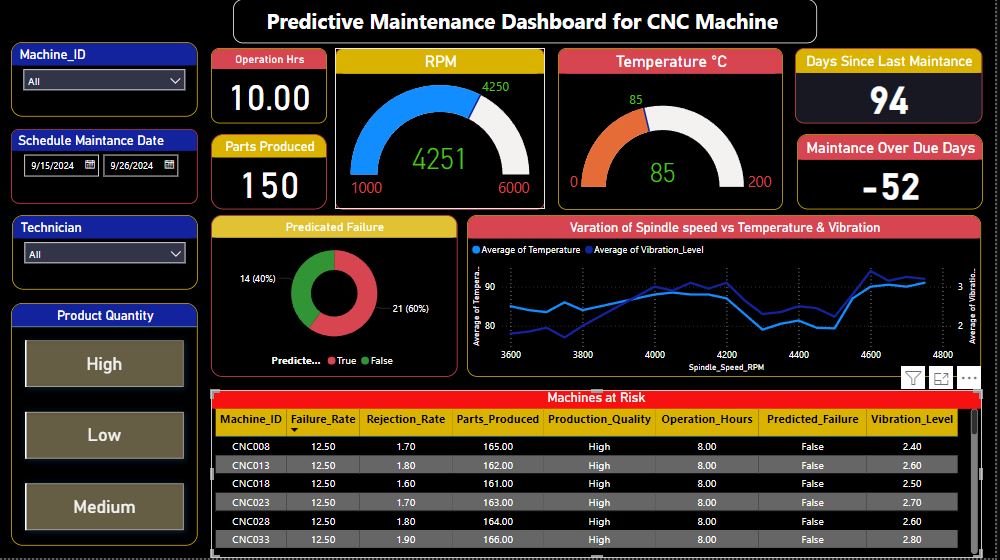 Predictive Maintenance Dashboard for CNC Machine
Machine_ID
All
Schedule Maintance Date
9/15/2024 9/26/2024
Technician
All
Product Quantity
High
Low
Medium
Operation Hrs
10.00
Parts Produced
150
RPM
4250
4251
1000 6000
Temperature °C
85
85
0 200
Days Since Last Maintance
94
Maintance Over Due Days
-52
Predicated Failure
14 (40%)
21 (60%)
Predicte... True False
Varation of Spindle speed vs Temperature & Vibration
Average of Temperature Average of Vibration_Level
Average of Tempera...
90
80
3
2
Average of Vibratio...
3600 3800 4000 4200 4400 4600 4800
Spindle_Speed_RPM
Machines at Risk
Machine_ID Failure_Rate Rejection_Rate Parts_Produced Production_Quality Operation_Hours Predicted_Failure Vibration_Level
CNC008 12.50 1.70 165.00 High 8.00 False 2.40
CNC013 12.50 1.80 162.00 High 8.00 False 2.60
CNC018 12.50 1.60 161.00 High 8.00 False 2.50
CNC023 12.50 1.70 163.00 High 8.00 False 2.70
CNC028 12.50 1.80 164.00 High 8.00 False 2.60
CNC033 12.50 1.90 166.00 High 8.00 False 2.80